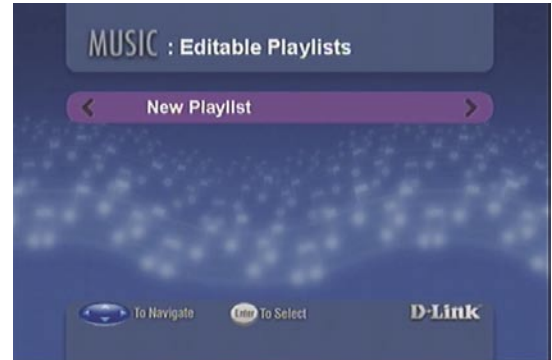 MUSIC : Editable Playlists
New Playlist
To Navigate Enter To Select D-Link